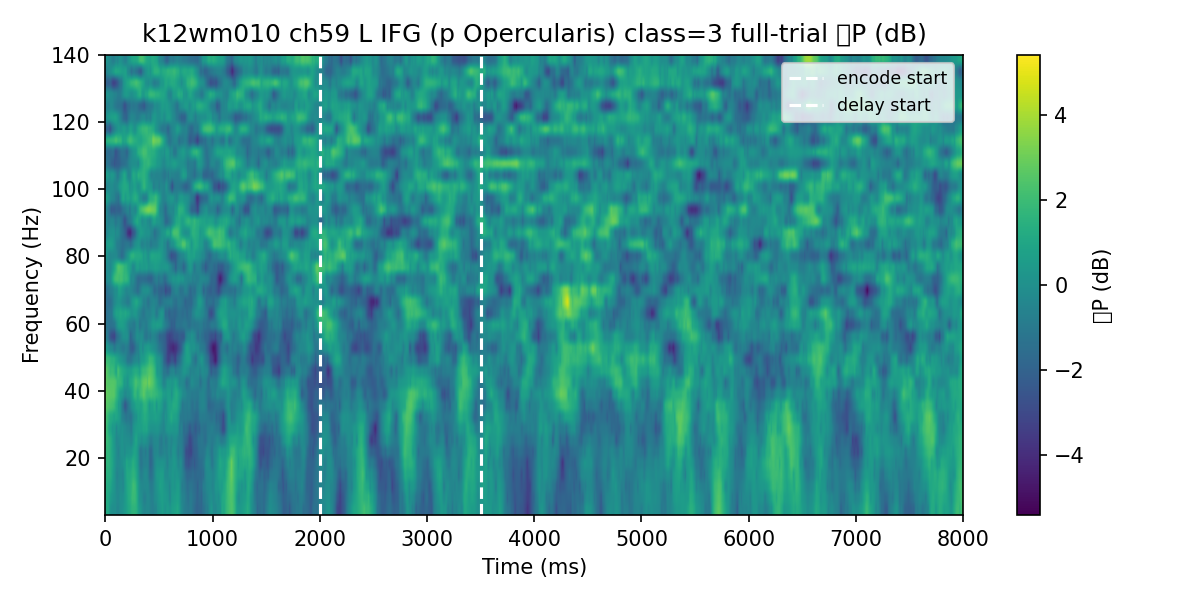 k12wm010 ch59 L IFG (p Opercularis) class=3 full-trial ▯P (dB)
encode start
delay start
140
120
100
80
60
40
20
Frequency (Hz)
0 1000 2000 3000 4000 5000 6000 7000 8000
Time (ms)
4
2
0
−2
−4
▯P (dB)